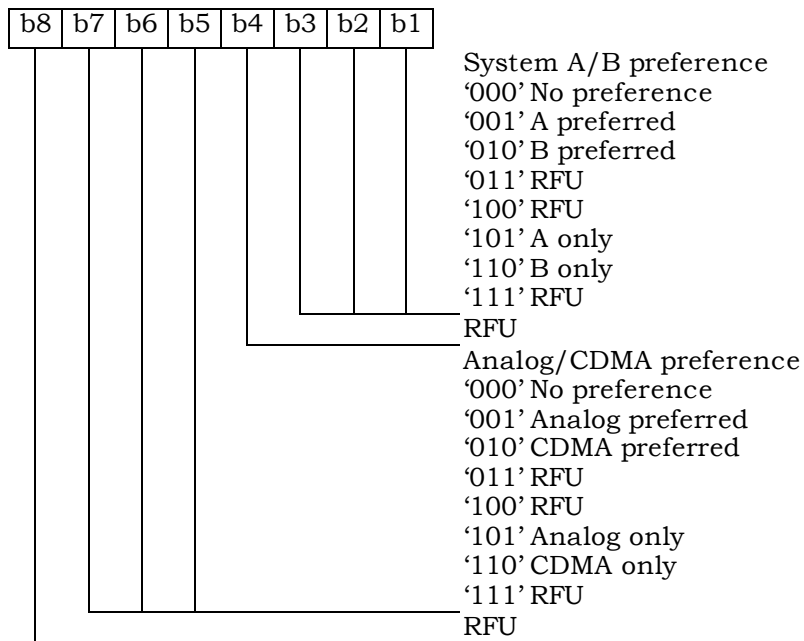 b8 b7 b6 b5 b4 b3 b2 b1
System A/B preference
‘000’ No preference
‘001’ A preferred
‘010’ B preferred
‘011’ RFU
‘100’ RFU
‘101’ A only
‘110’ B only
‘111’ RFU
RFU
Analog/CDMA preference
‘000’ No preference
‘001’ Analog preferred
‘010’ CDMA preferred
‘011’ RFU
‘100’ RFU
‘101’ Analog only
‘110’ CDMA only
‘111’ RFU
RFU